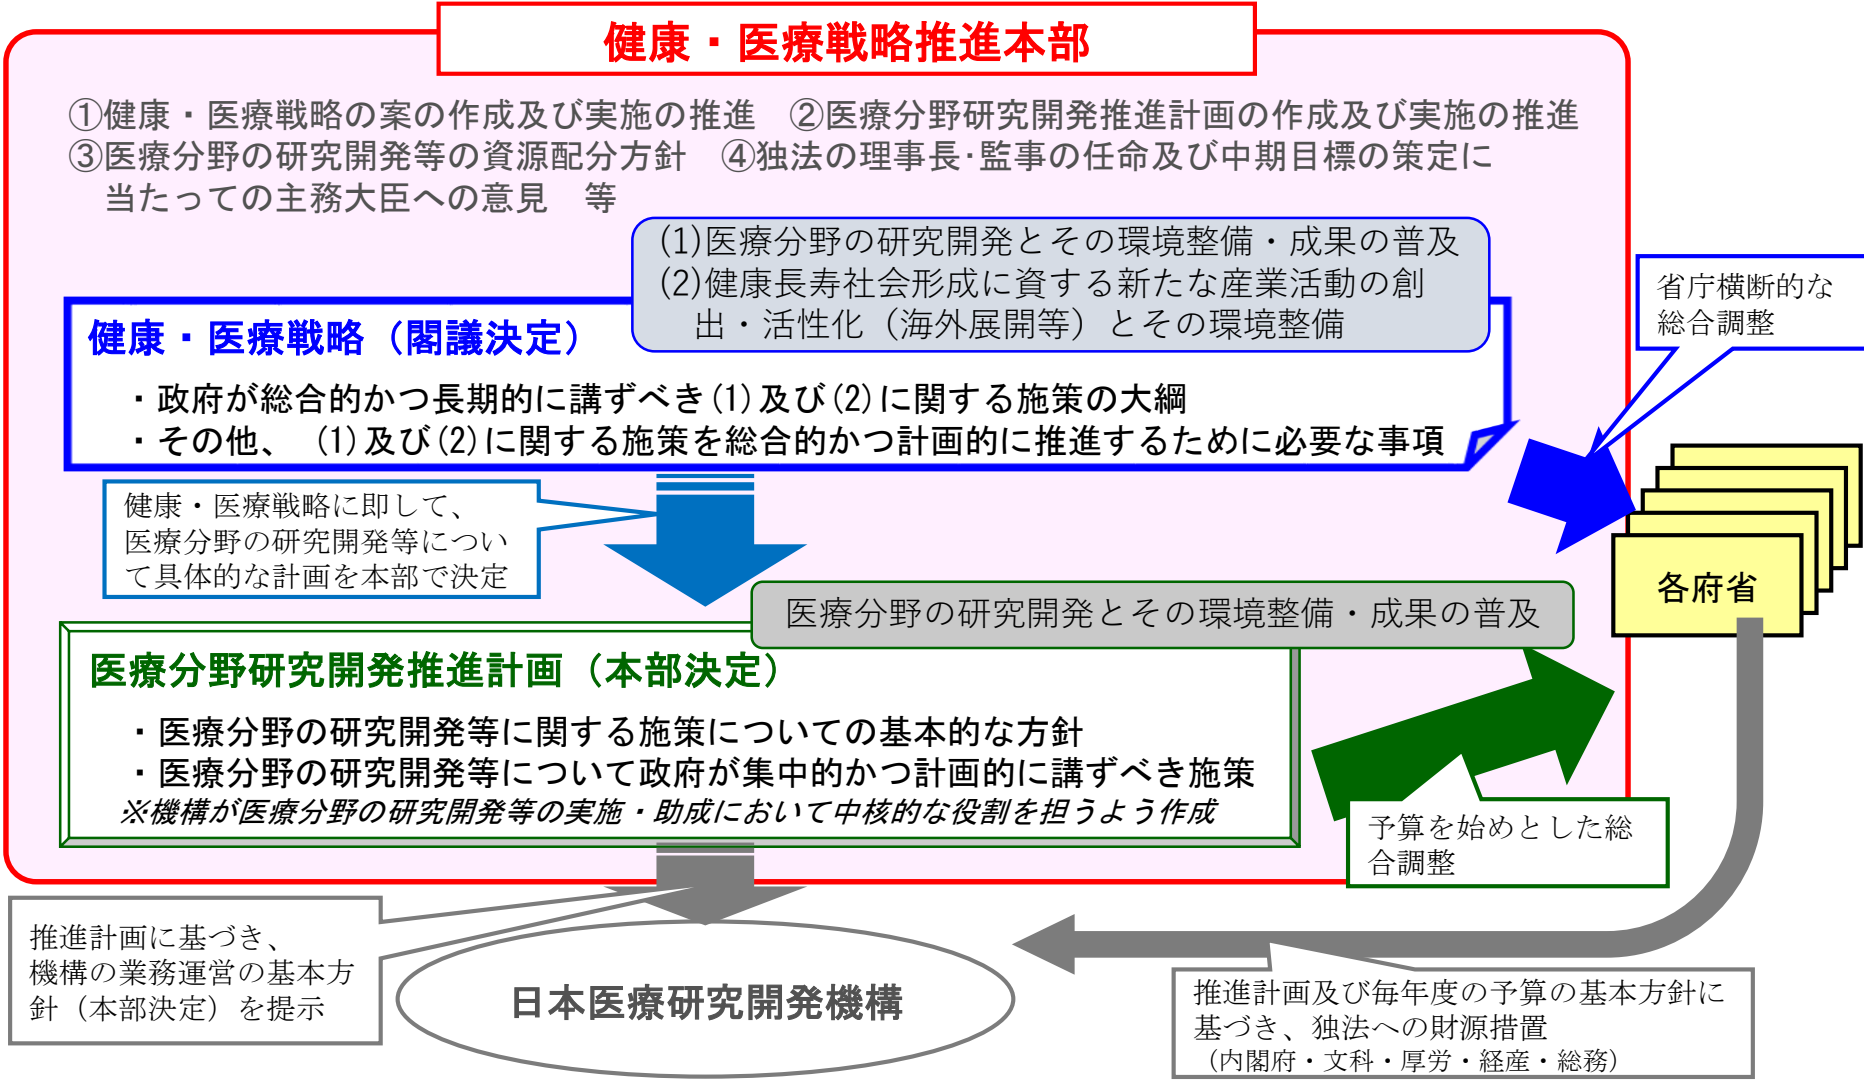 健康・医療戦略推進本部
①健康・医療戦略の案の作成及び実施の推進　②医療分野研究開発推進計画の作成及び実施の推進
③医療分野の研究開発等の資源配分方針　④独法の理事長・監事の任命及び中期目標の策定に
当たっての主務大臣への意見　等
(1)医療分野の研究開発とその環境整備・成果の普及
(2)健康長寿社会形成に資する新たな産業活動の創
出・活性化（海外展開等）とその環境整備
健康・医療戦略（閣議決定）
・政府が総合的かつ長期的に講ずべき(1)及び(2)に関する施策の大綱
・その他、 (1)及び(2)に関する施策を総合的かつ計画的に推進するために必要な事項
省庁横断的な
総合調整
健康・医療戦略に即して、
医療分野の研究開発等につい
て具体的な計画を本部で決定
各府省
医療分野の研究開発とその環境整備・成果の普及
医療分野研究開発推進計画（本部決定）
・医療分野の研究開発等に関する施策についての基本的な方針
・医療分野の研究開発等について政府が集中的かつ計画的に講ずべき施策
※機構が医療分野の研究開発等の実施・助成において中核的な役割を担うよう作成
予算を始めとした総
合調整
推進計画に基づき、
機構の業務運営の基本方
針（本部決定）を提示
日本医療研究開発機構
推進計画及び毎年度の予算の基本方針に
基づき、独法への財源措置
（内閣府・文科・厚労・経産・総務）